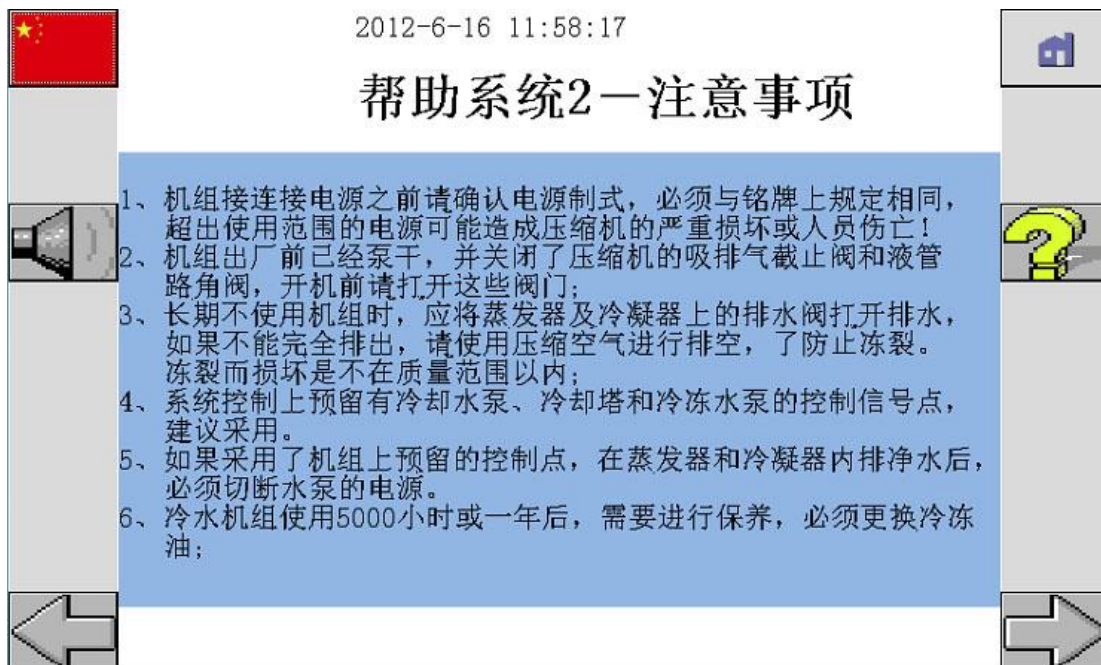 2012-6-16 11:58:17
帮助系统2－注意事项
1、机组接连接电源之前请确认电源制式，必须与铭牌上规定相同，
超出使用范围的电源可能造成压缩机的严重损坏或人员伤亡！
2、机组出厂前已经泵干，并关闭了压缩机的吸排气截止阀和液管
路角阀，开机前请打开这些阀门；
3、长期不使用机组时，应将蒸发器及冷凝器上的排水阀打开排水，
如果不能完全排出，请使用压缩空气进行排空，了防止冻裂。
冻裂而损坏是不在质量范围以内；
4、系统控制上预留有冷却水泵、冷却塔和冷冻水泵的控制信号点，
建议采用。
5、如果采用了机组上预留的控制点，在蒸发器和冷凝器内排净水后，
必须切断水泵的电源。
6、冷水机组使用5000小时或一年后，需要进行保养，必须更换冷冻
油；